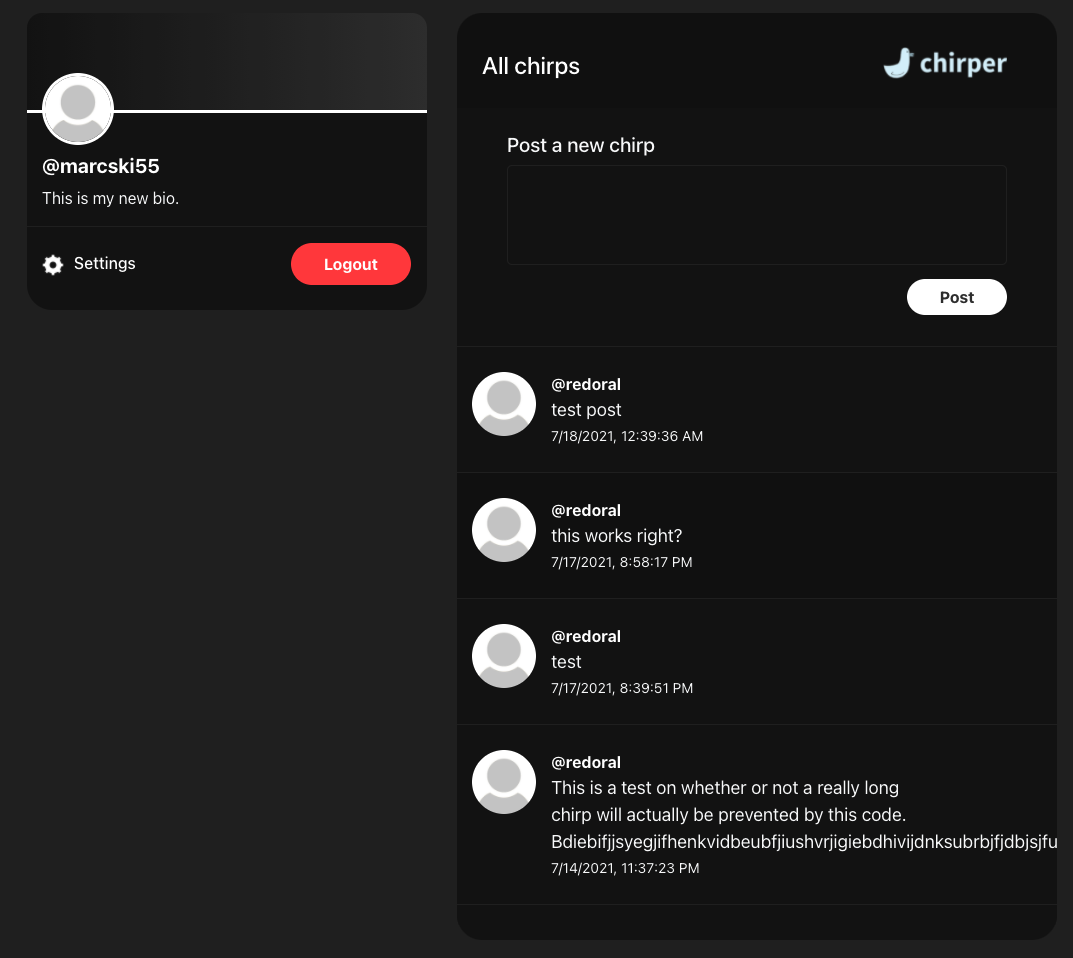 @marcski55
This is my new bio.
Settings
Logout
All chirps
chirper
Post a new chirp
Post
@redoral
test post
7/18/2021, 12:39:36 AM
@redoral
this works right?
7/17/2021, 8:58:17 PM
@redoral
test
7/17/2021, 8:39:51 PM
@redoral
This is a test on whether or not a really long
chirp will actually be prevented by this code.
Bdiebifjjsyegjifhenkvidbeubfjiushvrjigiebdhivijdnksubrbjfjdbjsjfu
7/14/2021, 11:37:23 PM